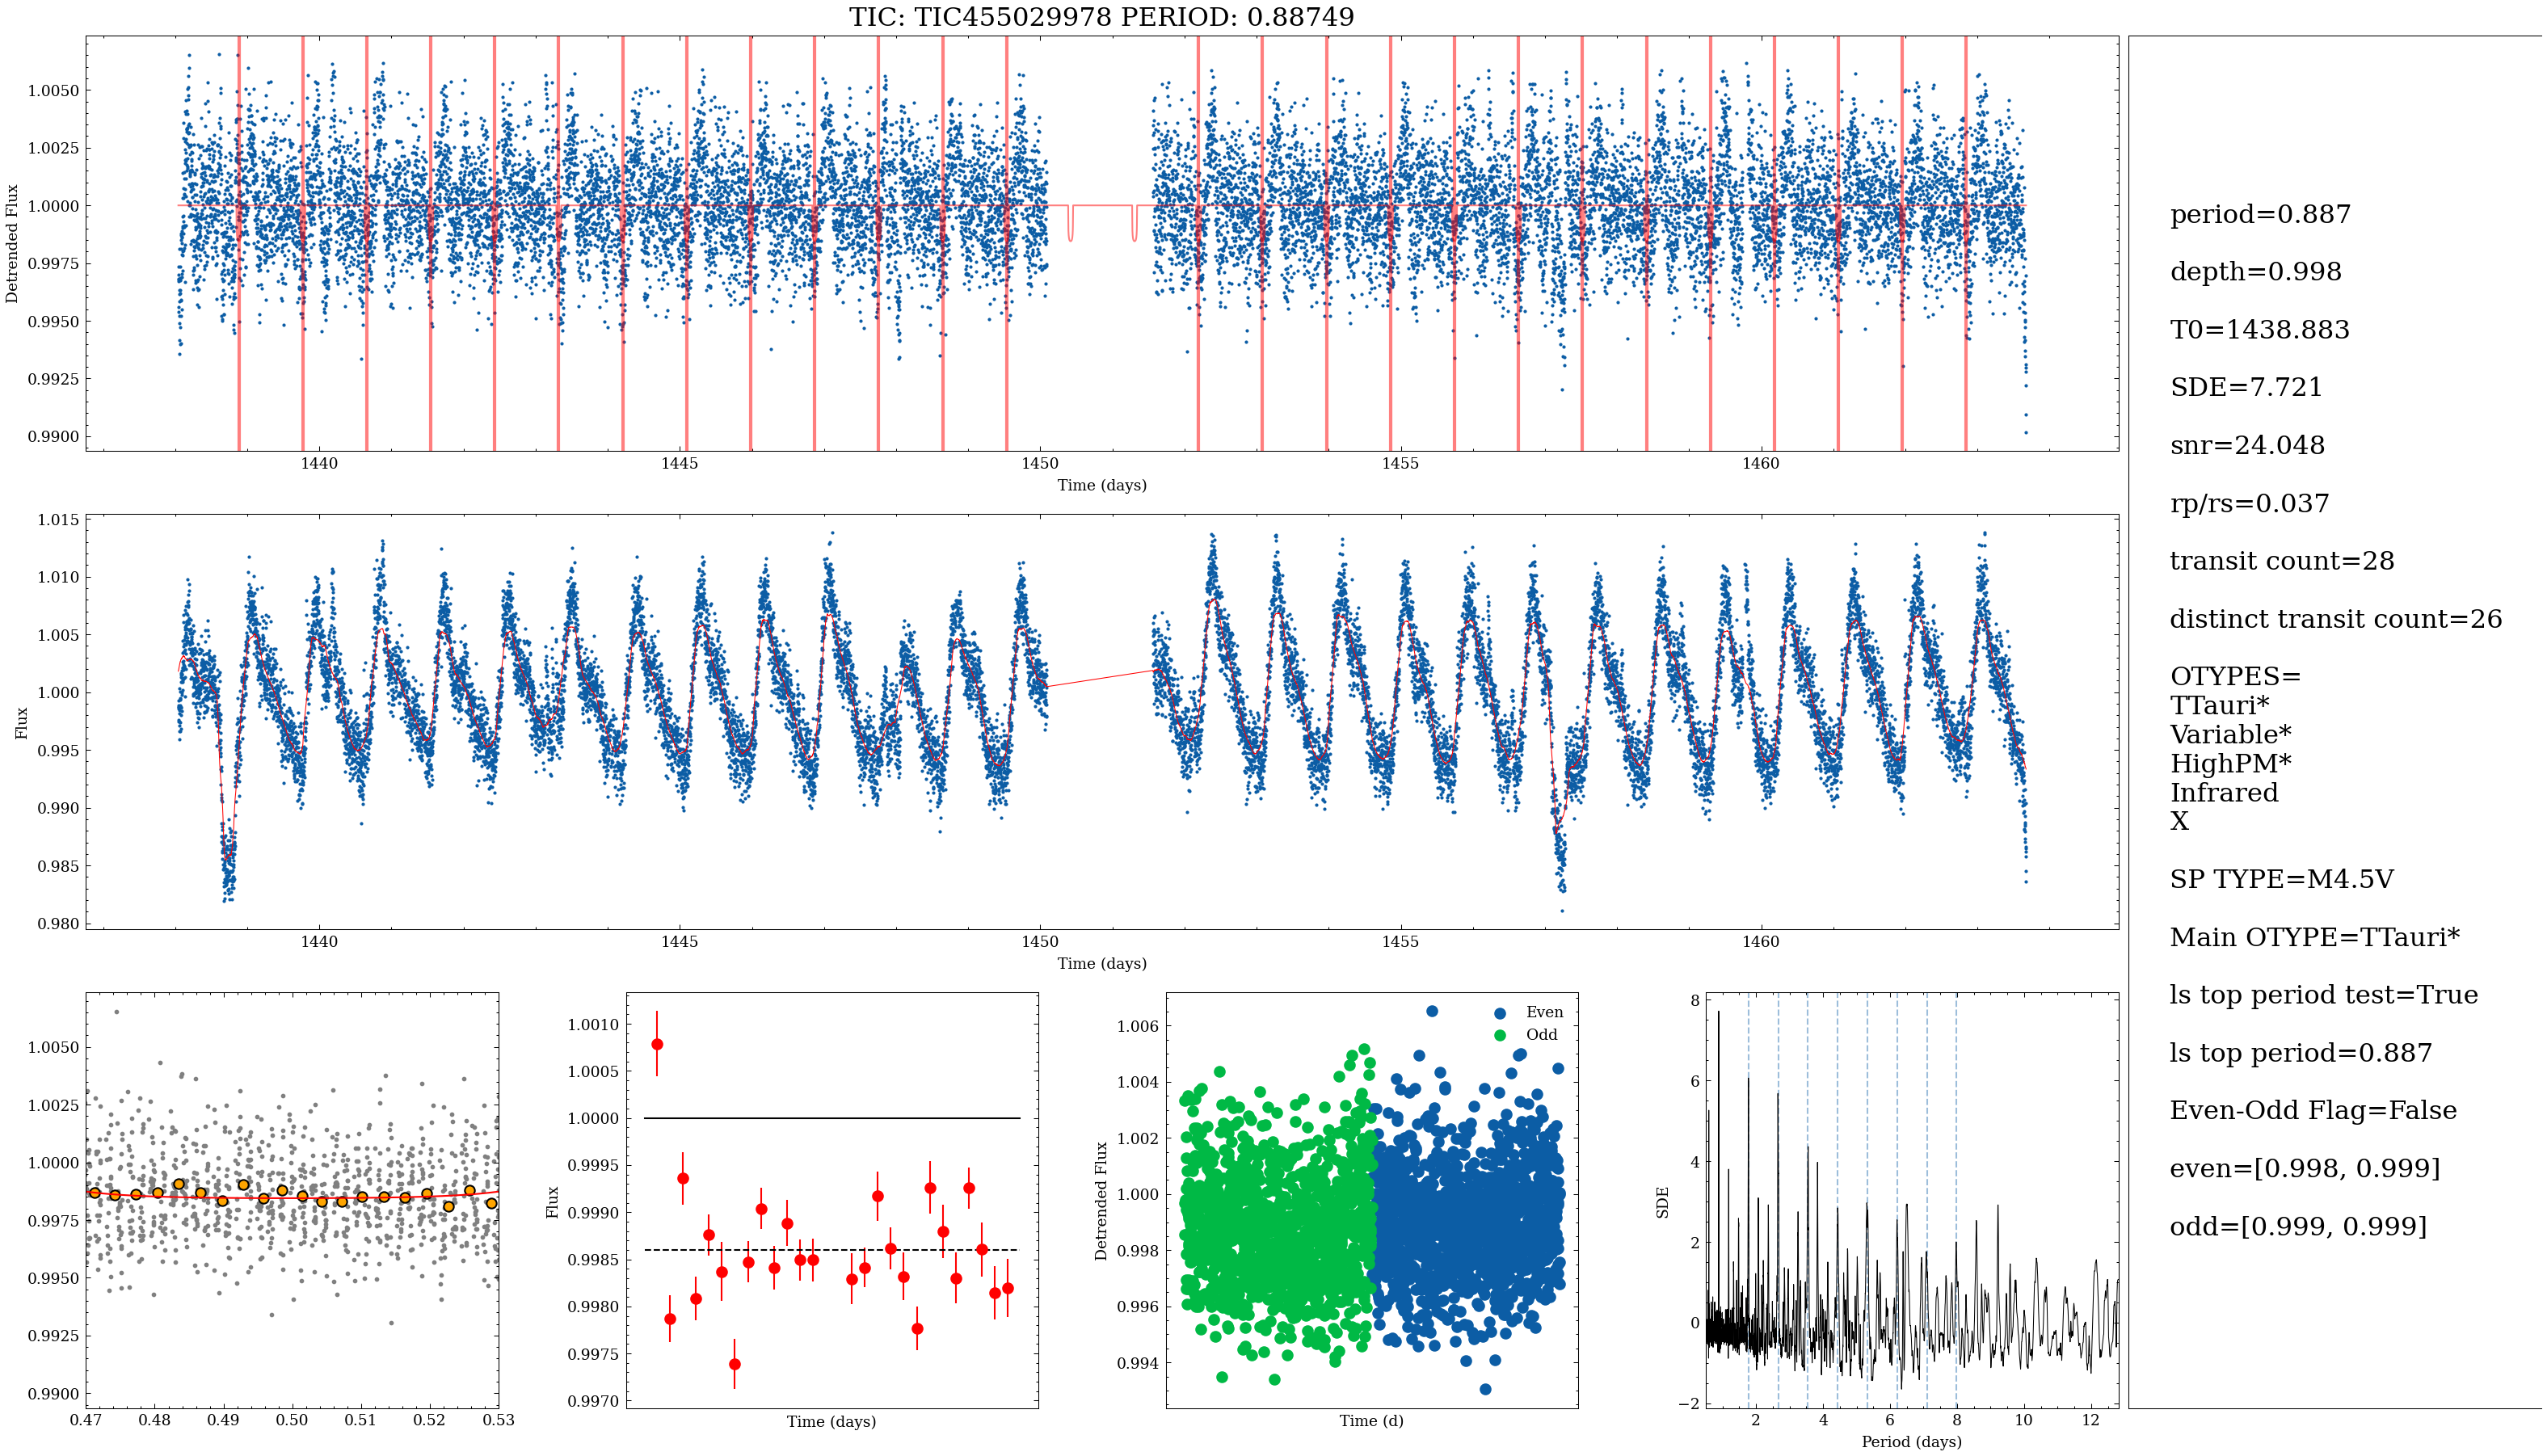 TIC: TIC455029978 PERIOD: 0.88749
1.0050
1.0025
1.0000
0.9975
0.9950
0.9925
0.9900
Detrended Flux
1440
1445
1450
1455
1460
Time (days)
1.015
1.010
1.005
1.000
0.995
0.990
0.985
0.980
Flux
1440
1445
1450
1455
1460
Time (days)
1.0050
1.0025
1.0000
0.9975
0.9950
0.9925
0.9900
0.47
0.48
0.49
0.50
0.51
0.52
0.53
1.0010
1.0005
1.0000
0.9995
0.9990
0.9985
0.9980
0.9975
0.9970
Flux
Time (days)
Even
Odd
1.006
1.004
1.002
1.000
0.998
0.996
0.994
Detrended Flux
Time (d)
8
6
4
2
0
−2
SDE
2
4
6
8
10
12
Period (days)
period=0.887
depth=0.998
T0=1438.883
SDE=7.721
snr=24.048
rp/rs=0.037
transit count=28
distinct transit count=26
OTYPES=
TTauri*
Variable*
HighPM*
Infrared
X
SP TYPE=M4.5V
Main OTYPE=TTauri*
ls top period test=True
ls top period=0.887
Even-Odd Flag=False
even=[0.998, 0.999]
odd=[0.999, 0.999]